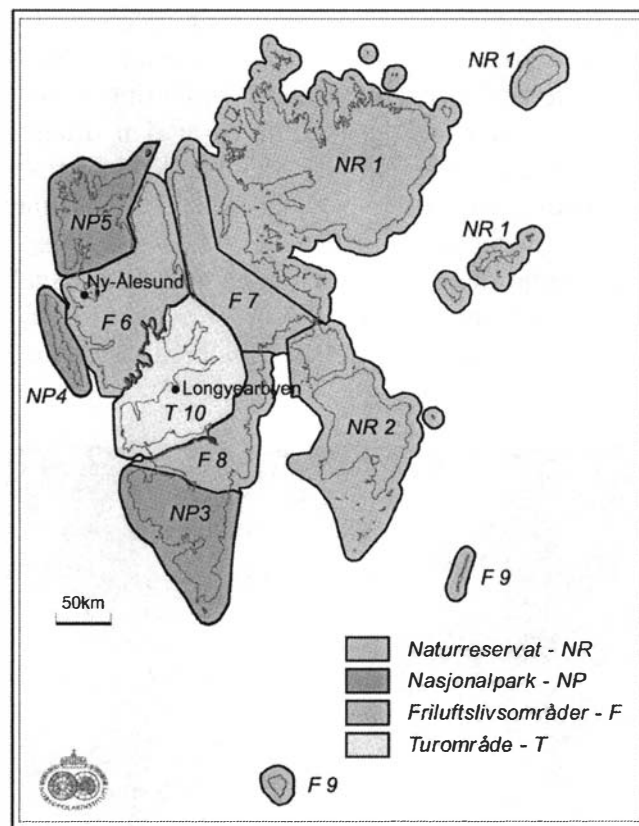 NR 1
NR 1
NP5
NR 1
Ny-Ålesund
F 7
F 6
NP4
Longyearbyen
T 10
NR 2
F 8
NP3
F 9
50km
Naturreservat - NR
Nasjonalpark - NP
Friluftslivsområder - F
Turområde - T
F 9